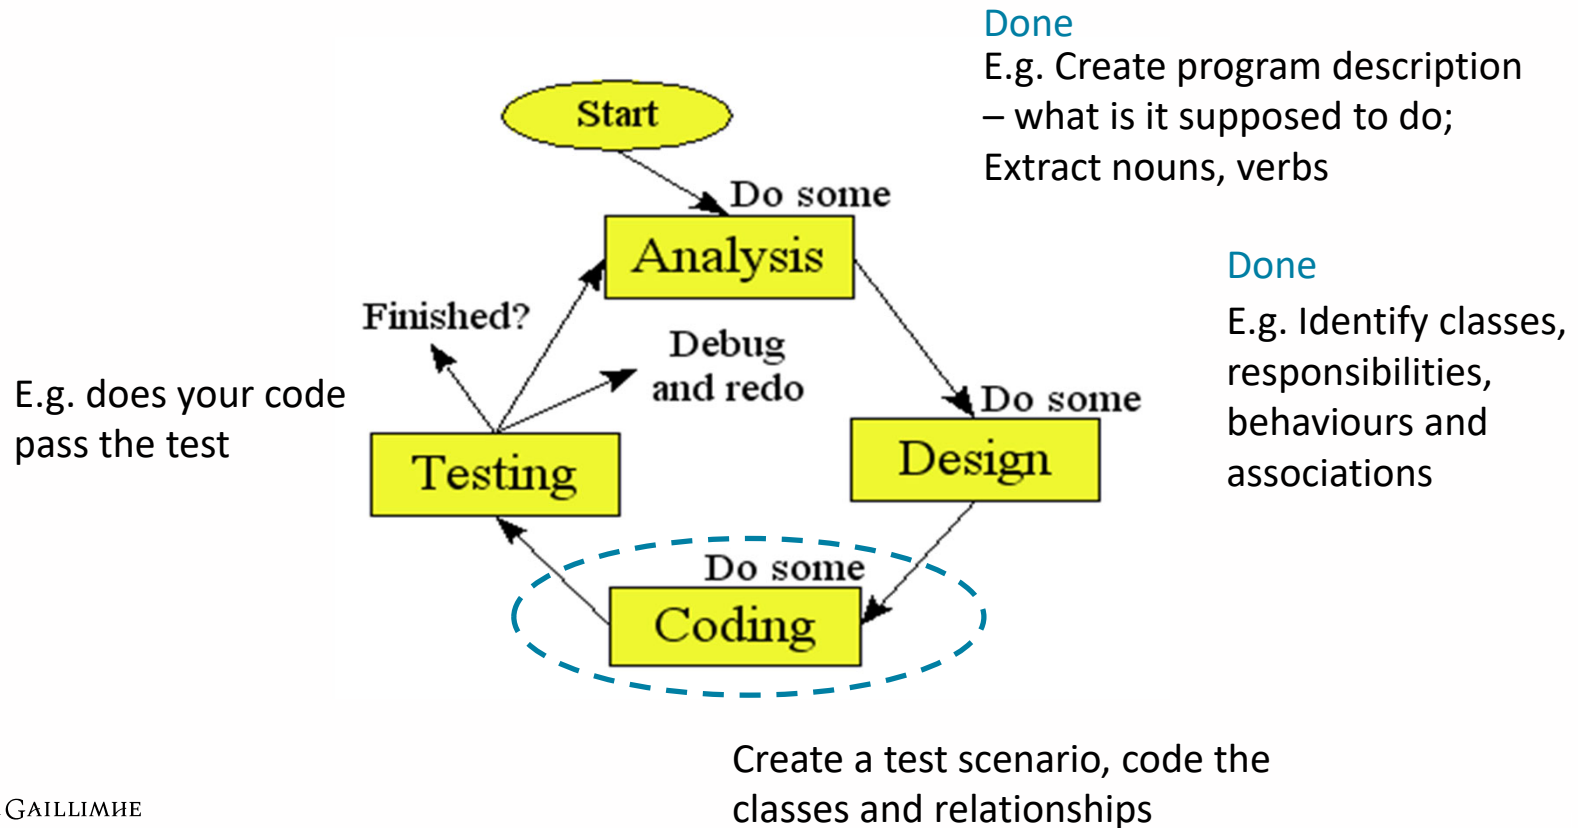 Done
E.g. Create program description
– what is it supposed to do;
Extract nouns, verbs
Start
Do some
Analysis
Done
E.g. Identify classes,
responsibilities,
behaviours and
associations
Finished?
Debug
and redo
E.g. does your code
pass the test
Do some
Design
Testing
Do some
Coding
Create a test scenario, code the
classes and relationships
GAILLIMHE